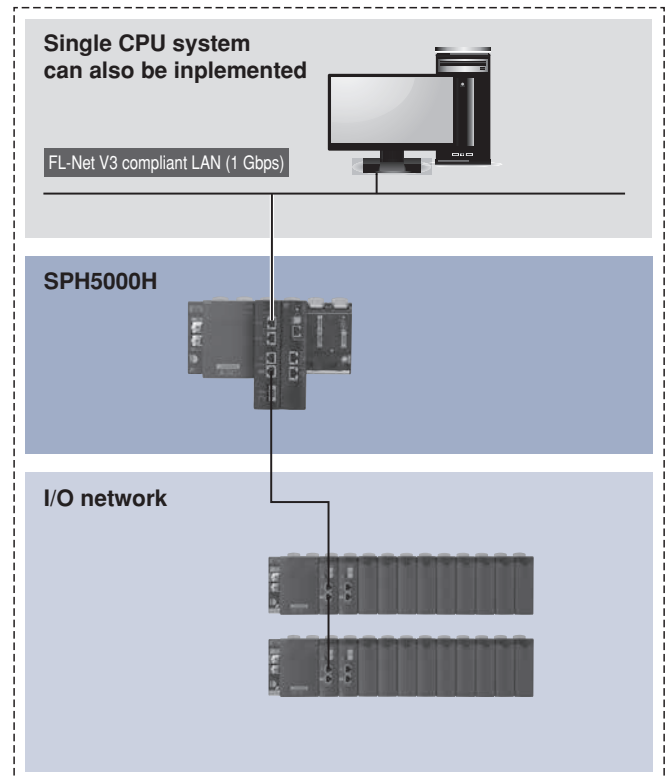 Single CPU system
can also be inplemented
FL-Net V3 compliant LAN (1 Gbps)
SPH5000H
I/O network